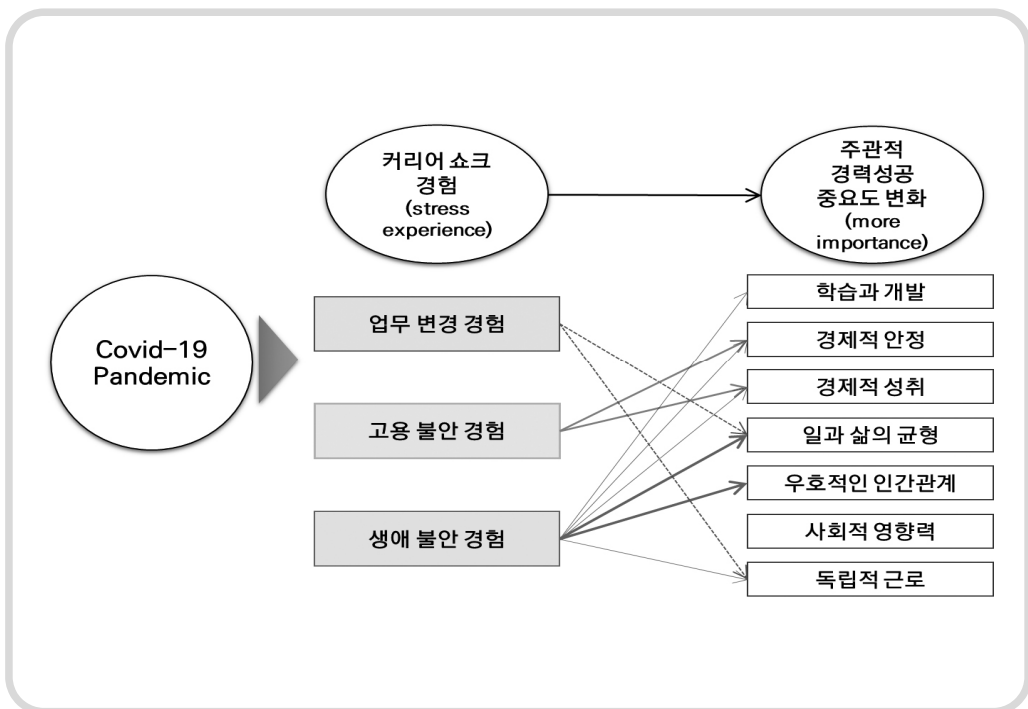 커리어 쇼크
경험
(stress
experience)
주관적
경력성공
중요도 변화
(more
importance)
Covid-19
Pandemic
업무 변경 경험
고용 불안 경험
생애 불안 경험
학습과 개발
경제적 안정
경제적 성취
일과 삶의 균형
우호적인 인간관계
사회적 영향력
독립적 근로